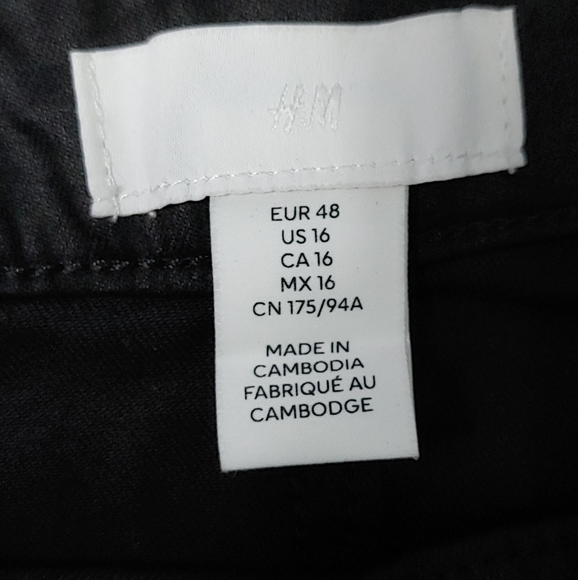 H&M
EUR 48
US 16
CA 16
MX 16
CN 175/94A
MADE IN
CAMBODIA
FABRIQUÉ AU
CAMBODGE